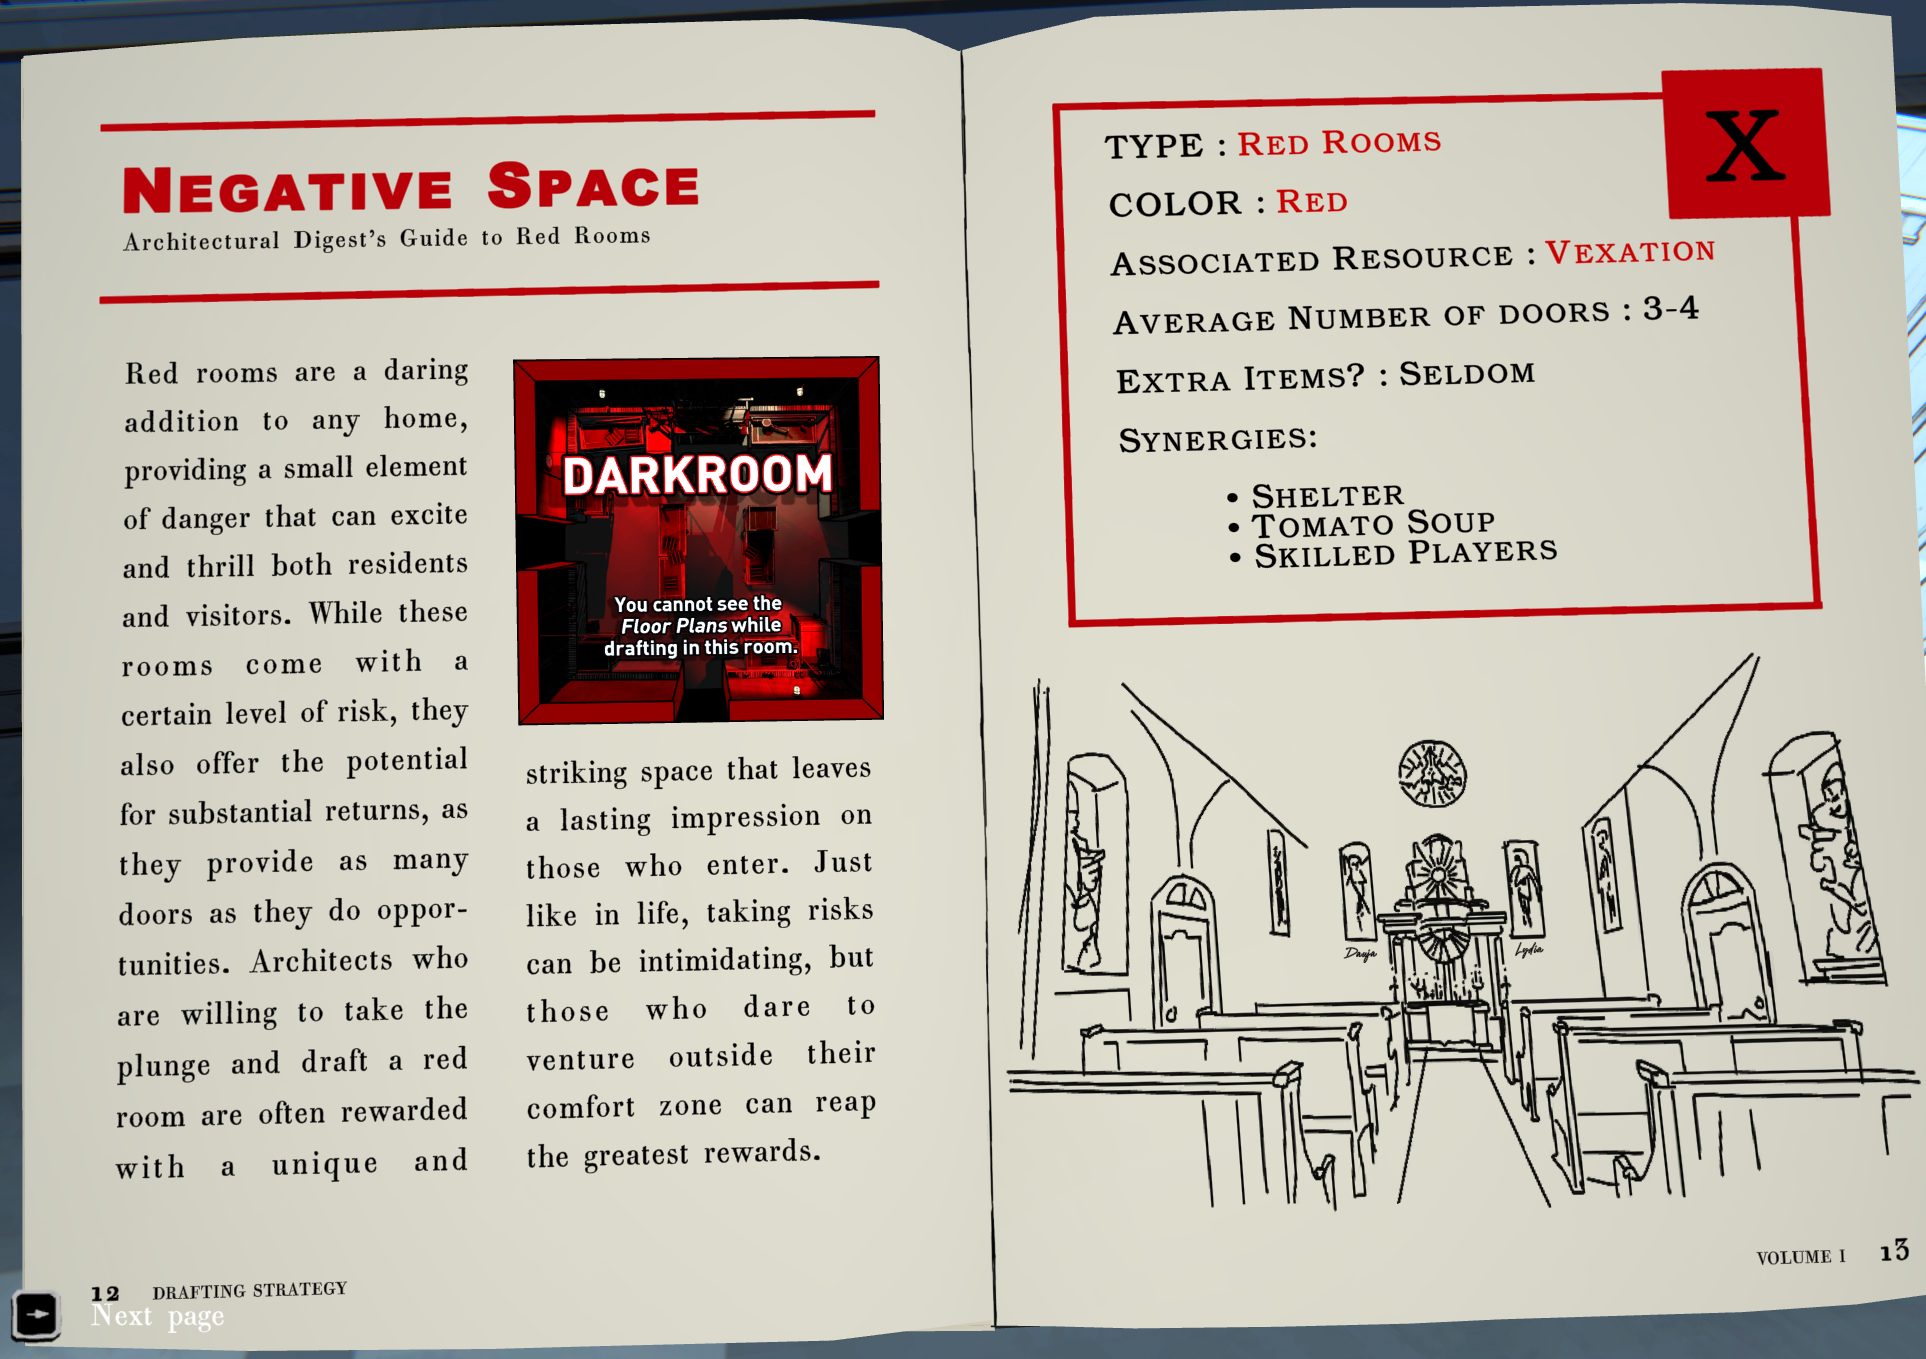 NEGATIVE SPACE
Architectural Digest's Guide to Red Rooms
Red rooms are a daring
addition to any home,
providing a small element
of danger that can excite
and thrill both residents
and visitors. While these
rooms come with a
certain level of risk, they
also offer the potential
for substantial returns, as
they provide as many
doors as they do oppor-
tunities. Architects who
are willing to take the
plunge and draft a red
room are often rewarded
with a unique and
DARKROOM
You cannot see the
Floor Plans while
drafting in this room.
striking space that leaves
a lasting impression on
those who enter. Just
like in life, taking risks
can be intimidating, but
those who dare to
venture outside their
comfort zone can reap
the greatest rewards.
12 DRAFTING STRATEGY
Next page
X
TYPE : RED ROOMS
COLOR : RED
ASSOCIATED RESOURCE : VEXATION
AVERAGE NUMBER OF DOORS : 3-4
EXTRA ITEMS? : SELDOM
SYNERGIES:
• SHELTER
• TOMATO SOUP
• SKILLED PLAYERS
Dauja
Lydia
VOLUME I 13